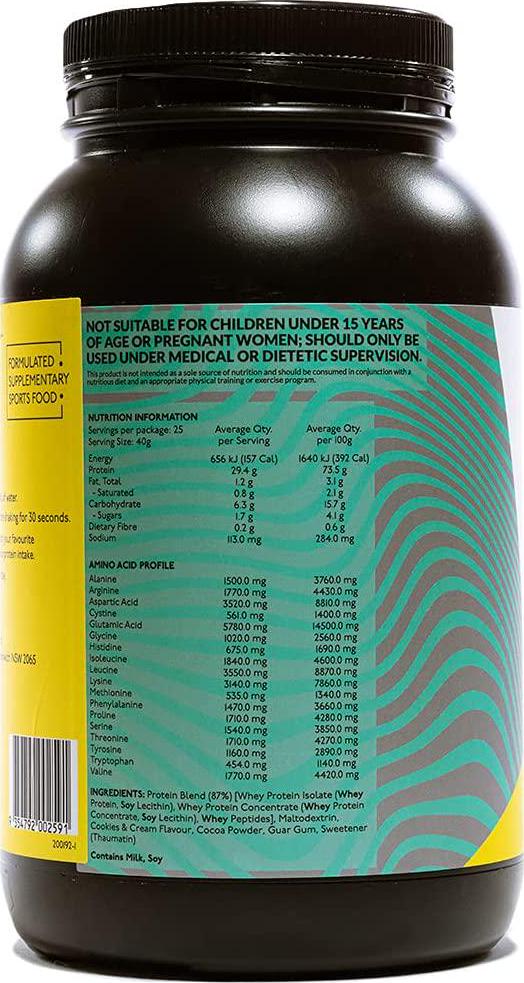 FORMULATED
SUPPLEMENTARY
SPORTS FOOD
water.
shaking for 30 seconds.
your favourite
protein intake.
NSW 2065
9 354792 002591
200192-1
NOT SUITABLE FOR CHILDREN UNDER 15 YEARS
OF AGE OR PREGNANT WOMEN; SHOULD ONLY BE
USED UNDER MEDICAL OR DIETETIC SUPERVISION.
This product is not intended as a sole source of nutrition and should be consumed in conjunction with a
nutritious diet and an appropriate physical training or exercise program.
NUTRITION INFORMATION
Servings per package: 25 Average Qty. Average Qty.
Serving Size: 40g per Serving per 100g
Energy 656 kJ (157 Cal) 1640 kJ (392 Cal)
Protein 29.4 g 73.5 g
Fat, Total 1.2 g 3.1 g
- Saturated 0.8 g 2.1 g
Carbohydrate 6.3 g 15.7 g
- Sugars 1.7 g 4.1 g
Dietary Fibre 0.2 g 0.6 g
Sodium 113.0 mg 284.0 mg
AMINO ACID PROFILE
Alanine 1500.0 mg 3760.0 mg
Arginine 1770.0 mg 4430.0 mg
Aspartic Acid 3520.0 mg 8810.0 mg
Cystine 561.0 mg 1400.0 mg
Glutamic Acid 5780.0 mg 14500.0 mg
Glycine 1020.0 mg 2560.0 mg
Histidine 675.0 mg 1690.0 mg
Isoleucine 1840.0 mg 4600.0 mg
Leucine 3550.0 mg 8870.0 mg
Lysine 3140.0 mg 7860.0 mg
Methionine 535.0 mg 1340.0 mg
Phenylalanine 1470.0 mg 3660.0 mg
Proline 1710.0 mg 4280.0 mg
Serine 1540.0 mg 3850.0 mg
Threonine 1710.0 mg 4270.0 mg
Tyrosine 1160.0 mg 2890.0 mg
Tryptophan 454.0 mg 1140.0 mg
Valine 1770.0 mg 4420.0 mg
INGREDIENTS: Protein Blend (87%) [Whey Protein Isolate (Whey
Protein, Soy Lecithin), Whey Protein Concentrate (Whey Protein
Concentrate, Soy Lecithin), Whey Peptides], Maltodextrin,
Cookies & Cream Flavour, Cocoa Powder, Guar Gum, Sweetener
(Thaumatin)
Contains Milk, Soy